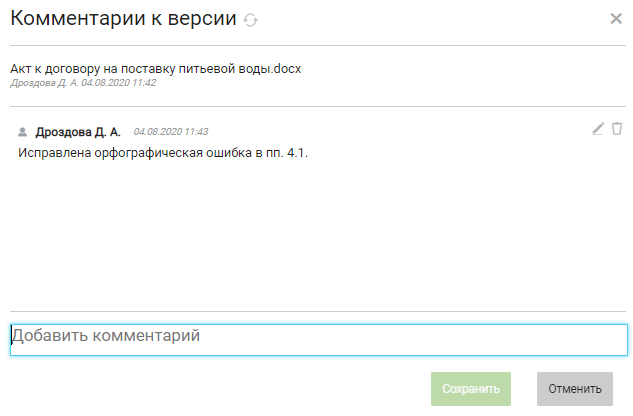 Комментарии к версии
Акт к договору на поставку питьевой воды.docx
Дроздова Д. А. 04.08.2020 11:42
Дроздова Д. А. 04.08.2020 11:43
Исправлена орфографическая ошибка в пп. 4.1.
Добавить комментарий
Сохранить Отменить